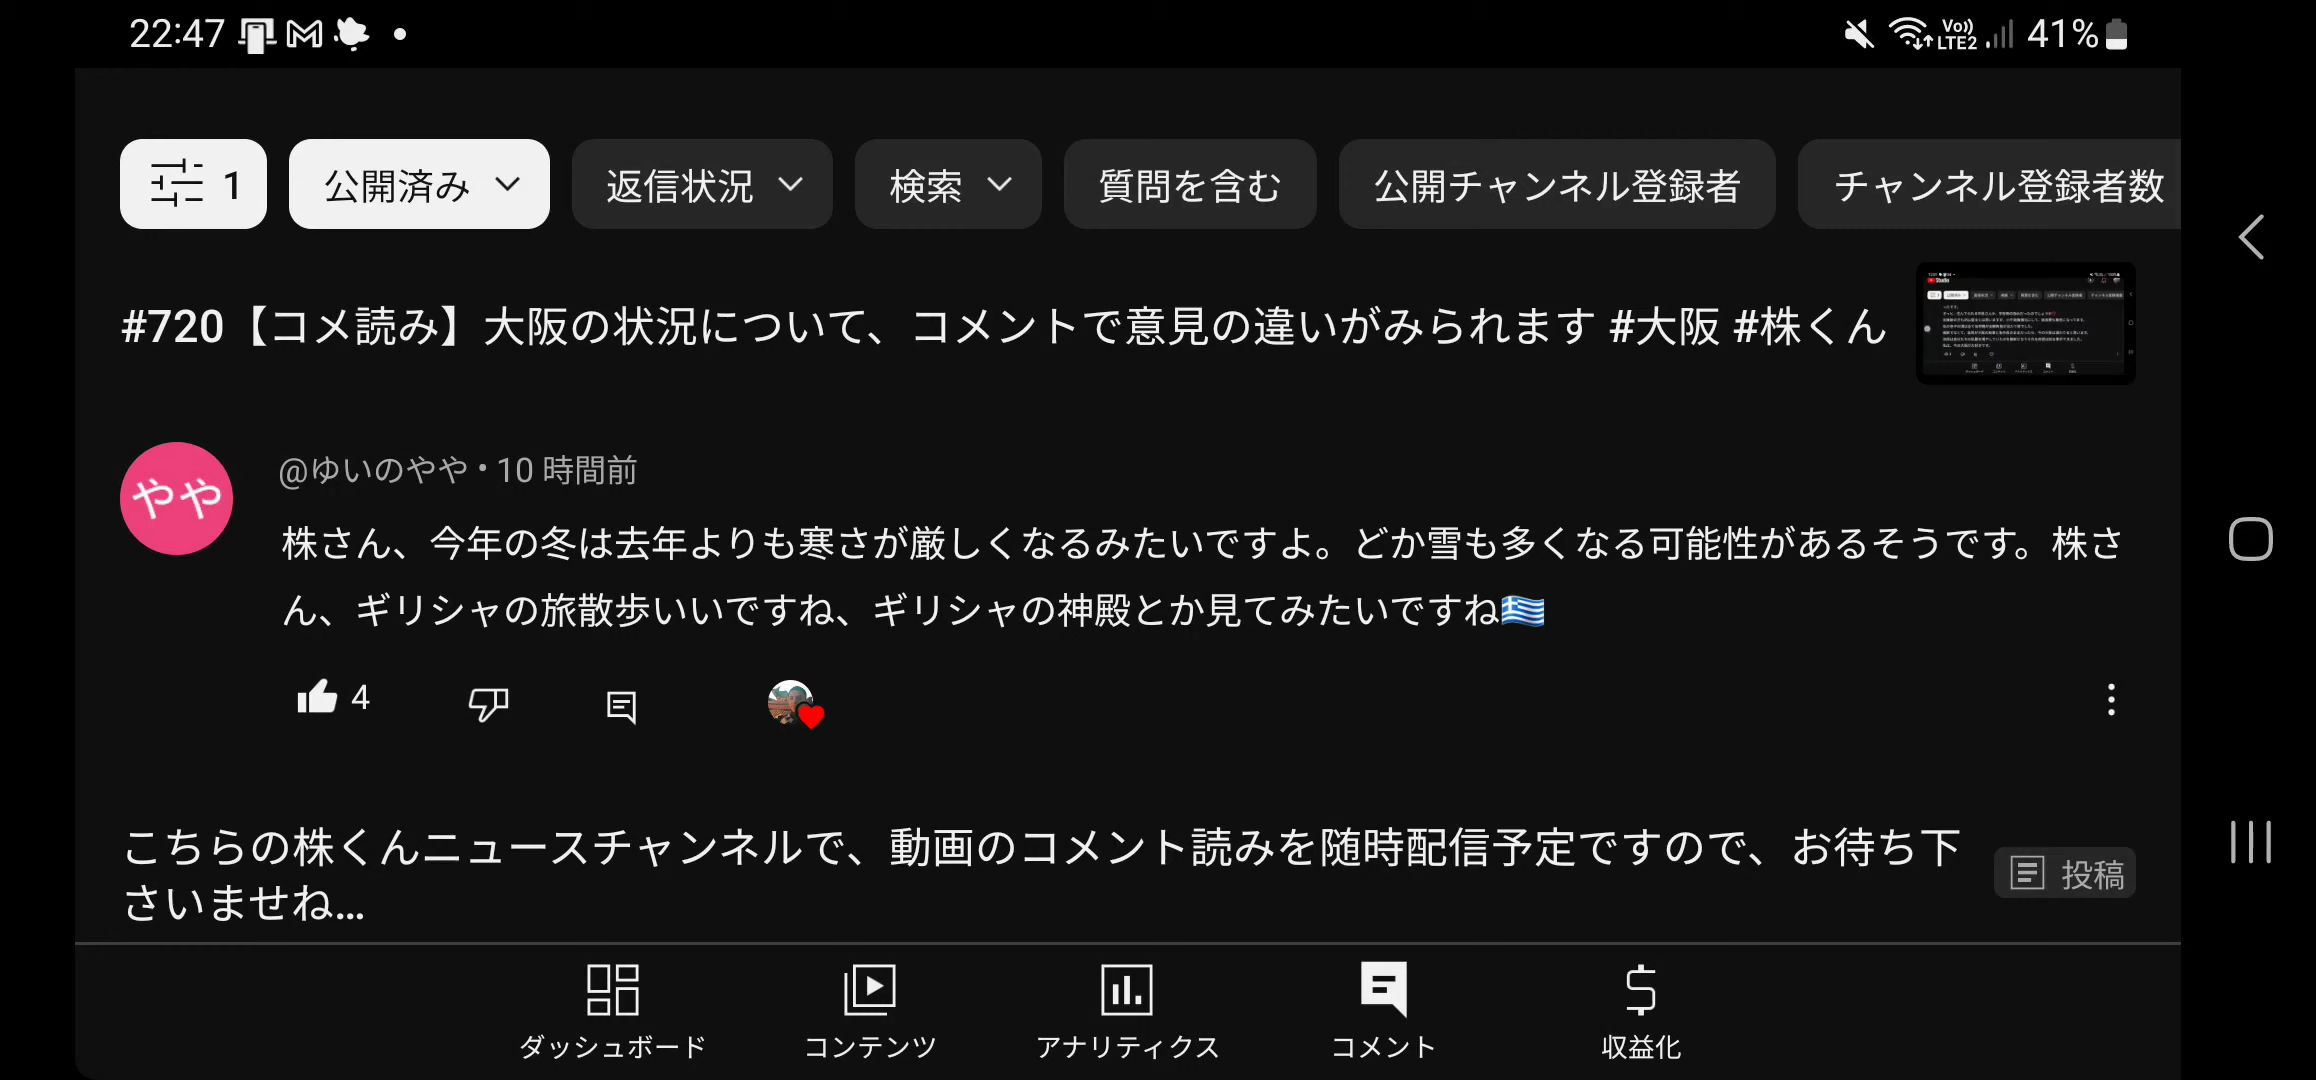 22:47
Vo)) LTE2 41%
1 公開済み 返信状況 検索 質問を含む 公開チャンネル登録者 チャンネル登録者数
#720【コメ読み】大阪の状況について、コメントで意見の違いがみられます #大阪 #株くん
やや
@ゆいのやや • 10 時間前
株さん、今年の冬は去年よりも寒さが厳しくなるみたいですよ。どか雪も多くなる可能性があるそうです。株さ
ん、ギリシャの旅散歩いいですね、ギリシャの神殿とか見てみたいですね🇬🇷
4
こちらの株くんニュースチャンネルで、動画のコメント読みを随時配信予定ですので、お待ち下
さいませね...
投稿
ダッシュボード コンテンツ アナリティクス コメント 収益化